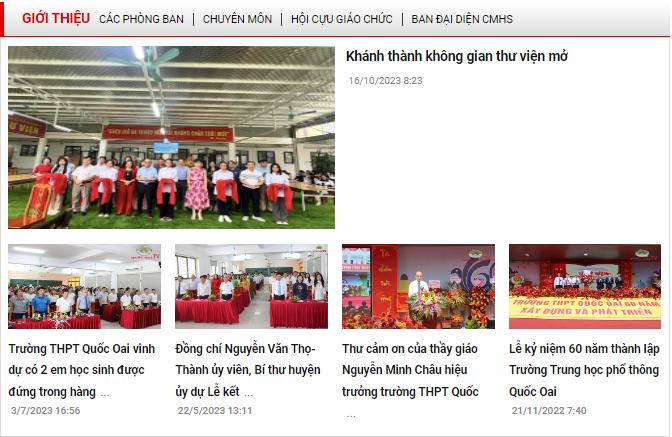 GIỚI THIỆU CÁC PHÒNG BAN CHUYÊN MÔN HỘI CỰU GIÁO CHỨC BAN ĐẠI DIỆN CMHS
Khánh thành không gian thư viện mở
16/10/2023 8:23
Trường THPT Quốc Oai vinh
dự có 2 em học sinh được
đứng trong hàng ...
3/7/2023 16:56
Đồng chí Nguyễn Văn Thọ-
Thành ủy viên, Bí thư huyện
ủy dự Lễ kết ...
22/5/2023 13:11
Thư cảm ơn của thầy giáo
Nguyễn Minh Châu hiệu
trưởng trường THPT Quốc
...
TRƯỜNG THPT QUỐC OAI 60 NĂM
XÂY DỰNG VÀ PHÁT TRIỂN
Lễ kỷ niệm 60 năm thành lập
Trường Trung học phổ thông
Quốc Oai
21/11/2022 7:40